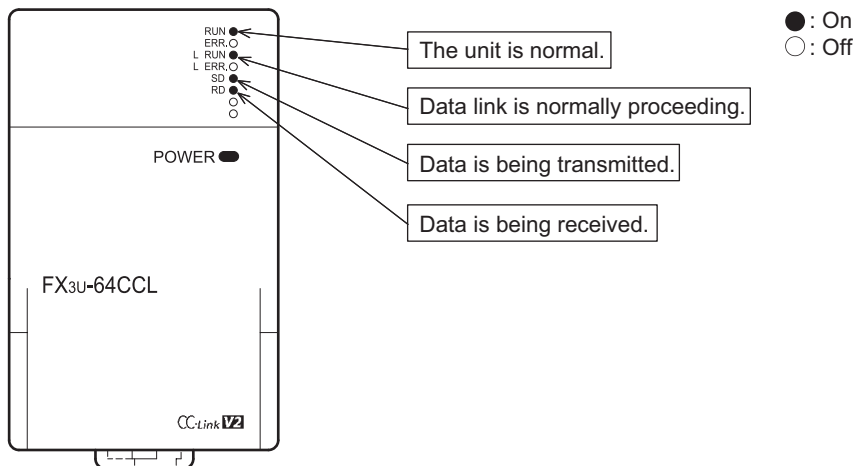 RUN
ERR.
L RUN
L ERR.
SD
RD
POWER
FX3U-64CCL
CC-Link V2
The unit is normal.
Data link is normally proceeding.
Data is being transmitted.
Data is being received.
: On
: Off